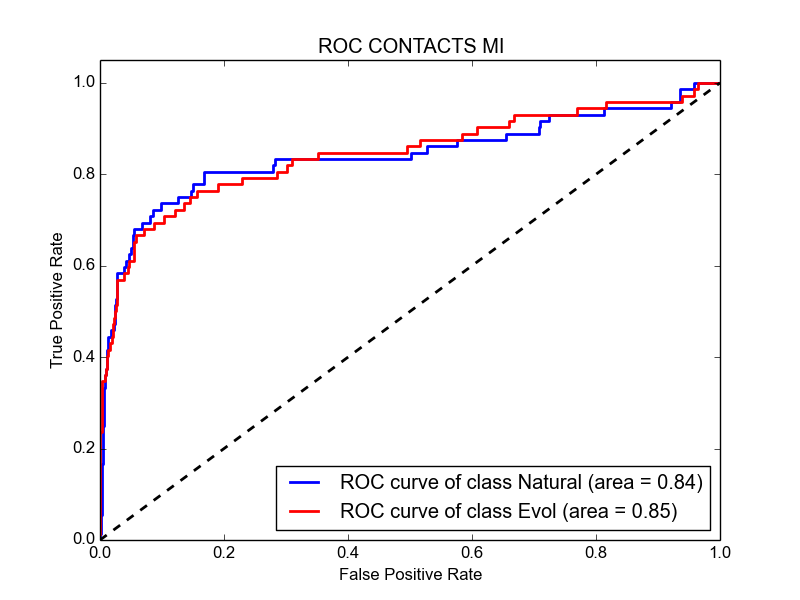 ROC CONTACTS MI
True Positive Rate
1.0
0.8
0.6
0.4
0.2
0.0
ROC curve of class Natural (area = 0.84)
ROC curve of class Evol (area = 0.85)
0.0 0.2 0.4 0.6 0.8 1.0
False Positive Rate